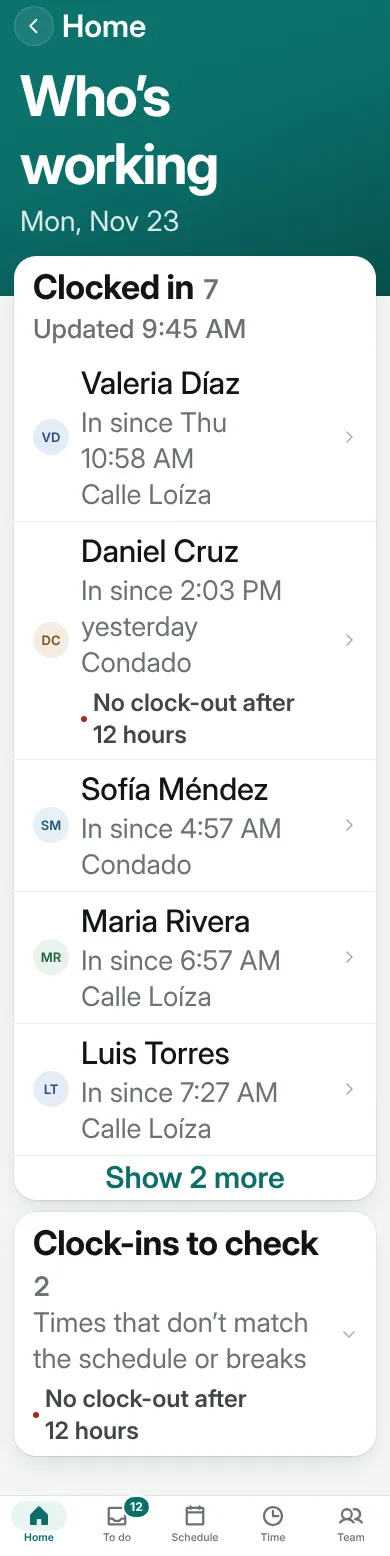 Home
Who's
working
Mon, Nov 23
Clocked in 7
Updated 9:45 AM
Valeria Díaz
VD
In since Thu
10:58 AM
Calle Loíza
Daniel Cruz
DC
In since 2:03 PM
yesterday
Condado
No clock-out after
12 hours
Sofía Méndez
SM
In since 4:57 AM
Condado
Maria Rivera
MR
In since 6:57 AM
Calle Loíza
Luis Torres
LT
In since 7:27 AM
Calle Loíza
Show 2 more
Clock-ins to check
2
Times that don't match
the schedule or breaks
No clock-out after
12 hours
12
Home
To do
Schedule
Time
Team